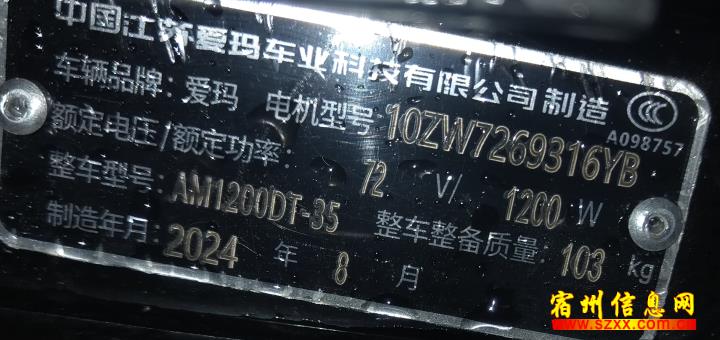 中国江苏爱玛车业科技有限公司制造
车辆品牌：爱玛 电机型号：10ZW7269316YB
A098757
额定电压/额定功率： 72 V/ 1200 W
整车型号：AM1200DT-35 整车整备质量：103 kg
制造年月：2024 年 8 月
宿州信息网
www.szxx.com.cn